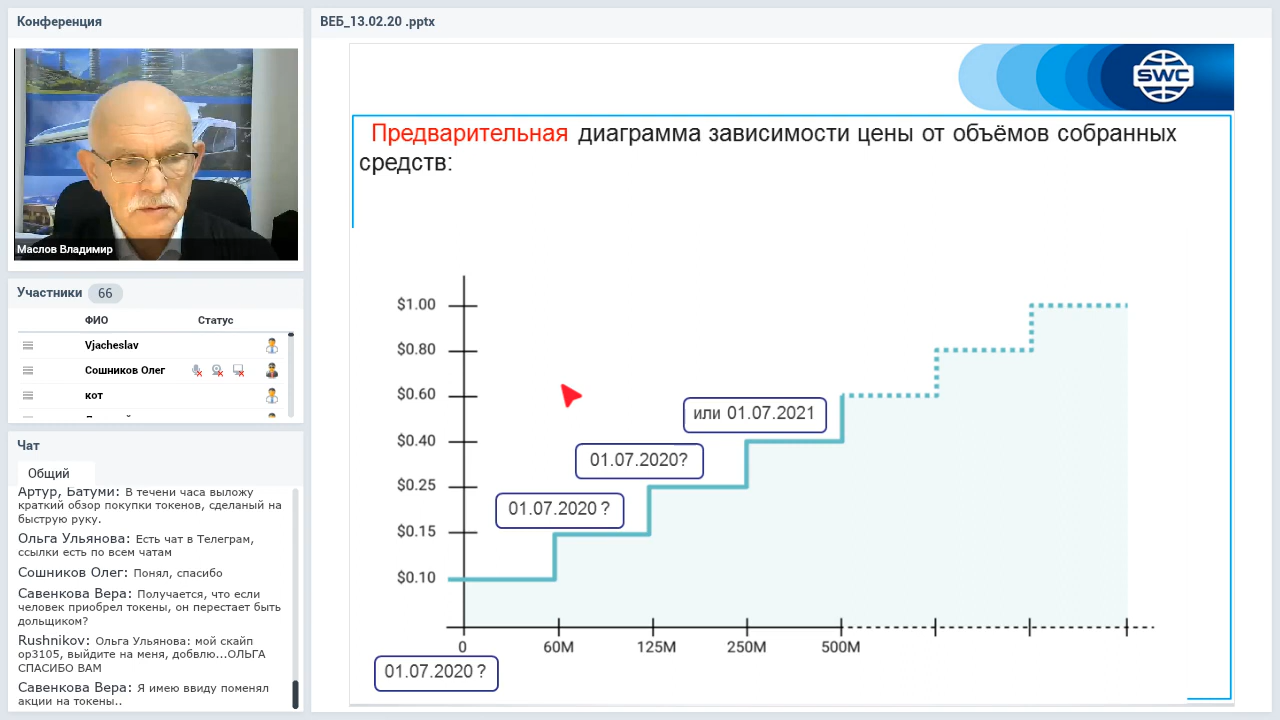 Конференция
Маслов Владимир
Участники 66
ФИО Статус
Vjacheslav
Сошников Олег
кот
Чат
Общий
Артур, Батуми: В течени часа выложу
краткий обзор покупки токенов, сделаный на
быструю руку.
Ольга Ульянова: Есть чат в Телеграм,
ссылки есть по всем чатам
Сошников Олег: Понял, спасибо
Савенкова Вера: Получается, что если
человек приобрел токены, он перестает быть
дольщиком?
Rushnikov: Ольга Ульянова: мой скайп
op3105, выйдите на меня, добвлю...ОЛЬГА
СПАСИБО ВАМ
Савенкова Вера: Я имею ввиду поменял
акции на токены..
ВЕБ_13.02.20 .pptx
SWC
Предварительная диаграмма зависимости цены от объёмов собранных
средств:
$1.00
$0.80
$0.60
$0.40
$0.25
$0.15
$0.10
или 01.07.2021
01.07.2020?
01.07.2020 ?
0 60M 125M 250M 500M
01.07.2020 ?